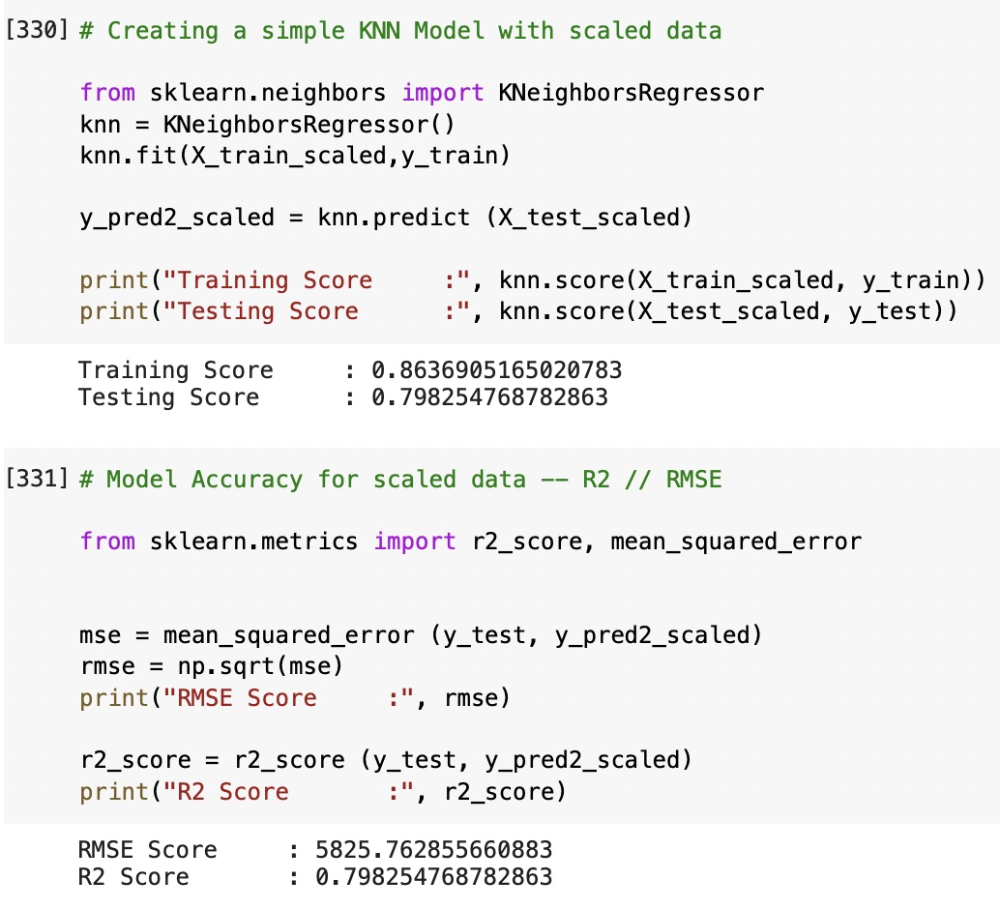 [330] # Creating a simple KNN Model with scaled data
from sklearn.neighbors import KNeighborsRegressor
knn = KNeighborsRegressor()
knn.fit(X_train_scaled,y_train)
y_pred2_scaled = knn.predict (X_test_scaled)
print("Training Score     :", knn.score(X_train_scaled, y_train))
print("Testing Score      :", knn.score(X_test_scaled, y_test))
Training Score     : 0.8636905165020783
Testing Score      : 0.798254768782863
[331] # Model Accuracy for scaled data -- R2 // RMSE
from sklearn.metrics import r2_score, mean_squared_error
mse = mean_squared_error (y_test, y_pred2_scaled)
rmse = np.sqrt(mse)
print("RMSE Score     :", rmse)
r2_score = r2_score (y_test, y_pred2_scaled)
print("R2 Score       :", r2_score)
RMSE Score     : 5825.762855660883
R2 Score       : 0.798254768782863